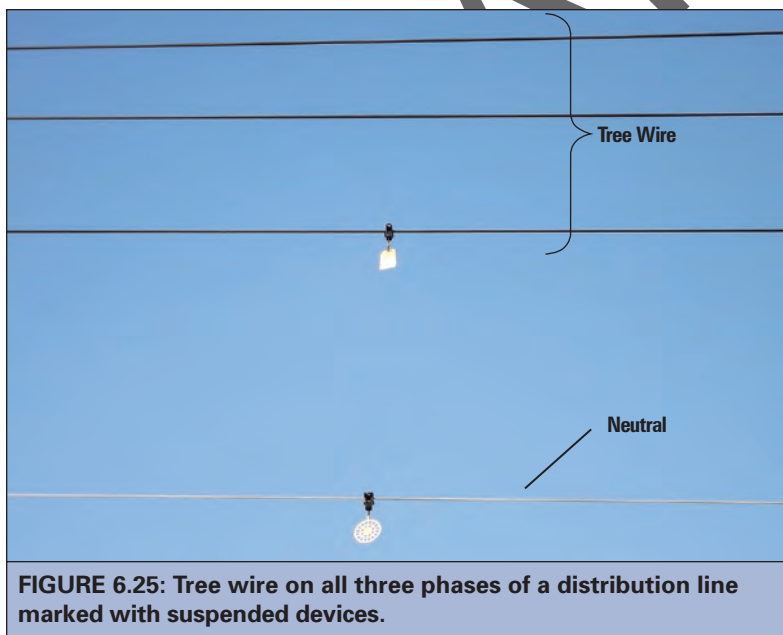 Tree Wire
Neutral
FIGURE 6.25: Tree wire on all three phases of a distribution line
marked with suspended devices.